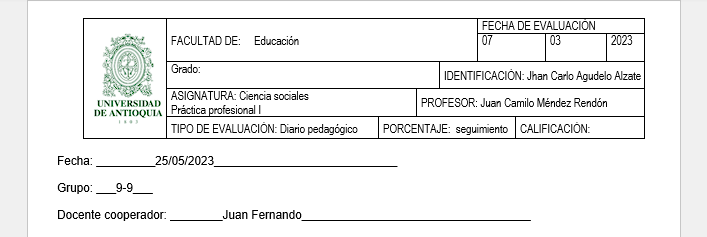 FECHA DE EVALUACIÓN
FACULTAD DE: Educación
07 03 2023
Grado:
IDENTIFICACIÓN: Jhan Carlo Agudelo Alzate
UNIVERSIDAD
DE ANTIOQUIA
1803
ASIGNATURA: Ciencia sociales
Práctica profesional I
PROFESOR: Juan Camilo Méndez Rendón
TIPO DE EVALUACIÓN: Diario pedagógico
PORCENTAJE: seguimiento
CALIFICACIÓN:
Fecha: _________25/05/2023___________________________
Grupo: ___9-9___
Docente cooperador: ________Juan Fernando__________________________________